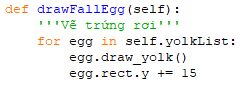 def drawFallEgg(self):
    '''Vẽ trứng rơi'''
    for egg in self.yolkList:
        egg.draw_yolk()
        egg.rect.y += 15